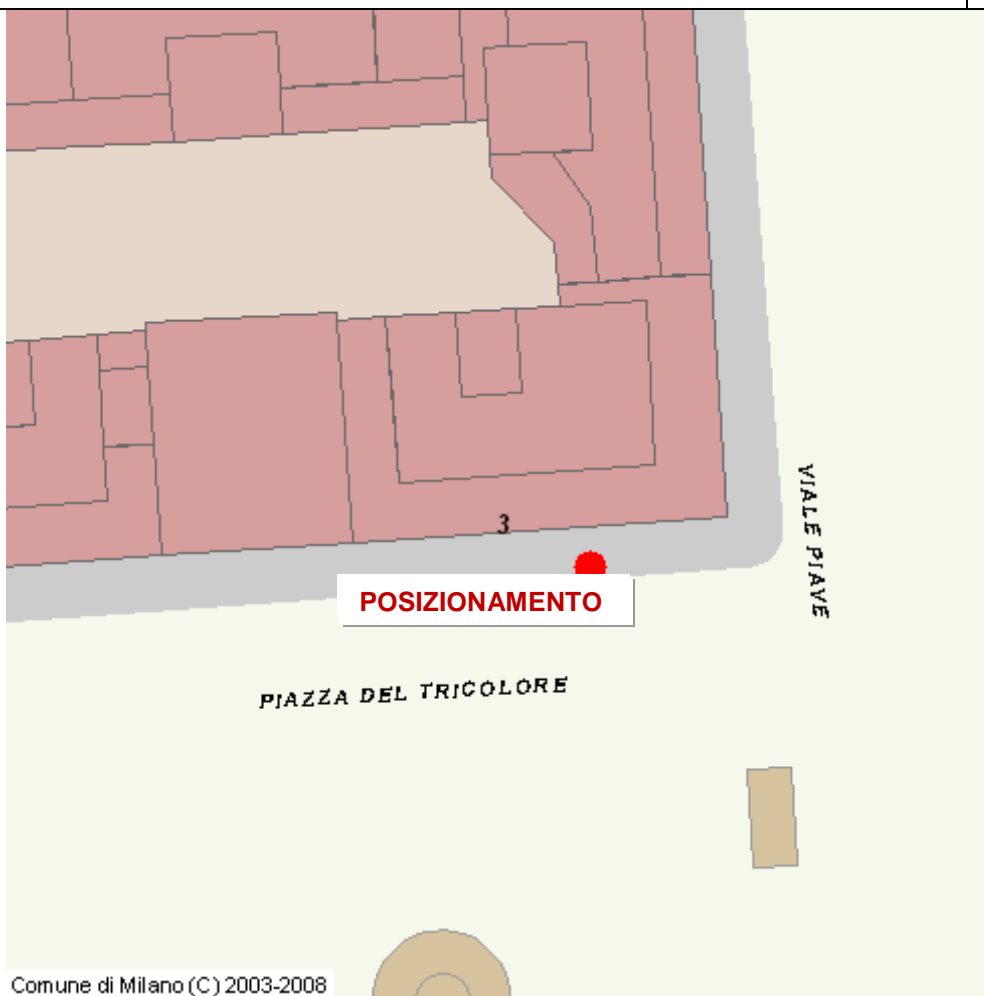 3
VIALE PIAVE
POSIZIONAMENTO
PIAZZA DEL TRICOLORE
Comune di Milano (C) 2003-2008